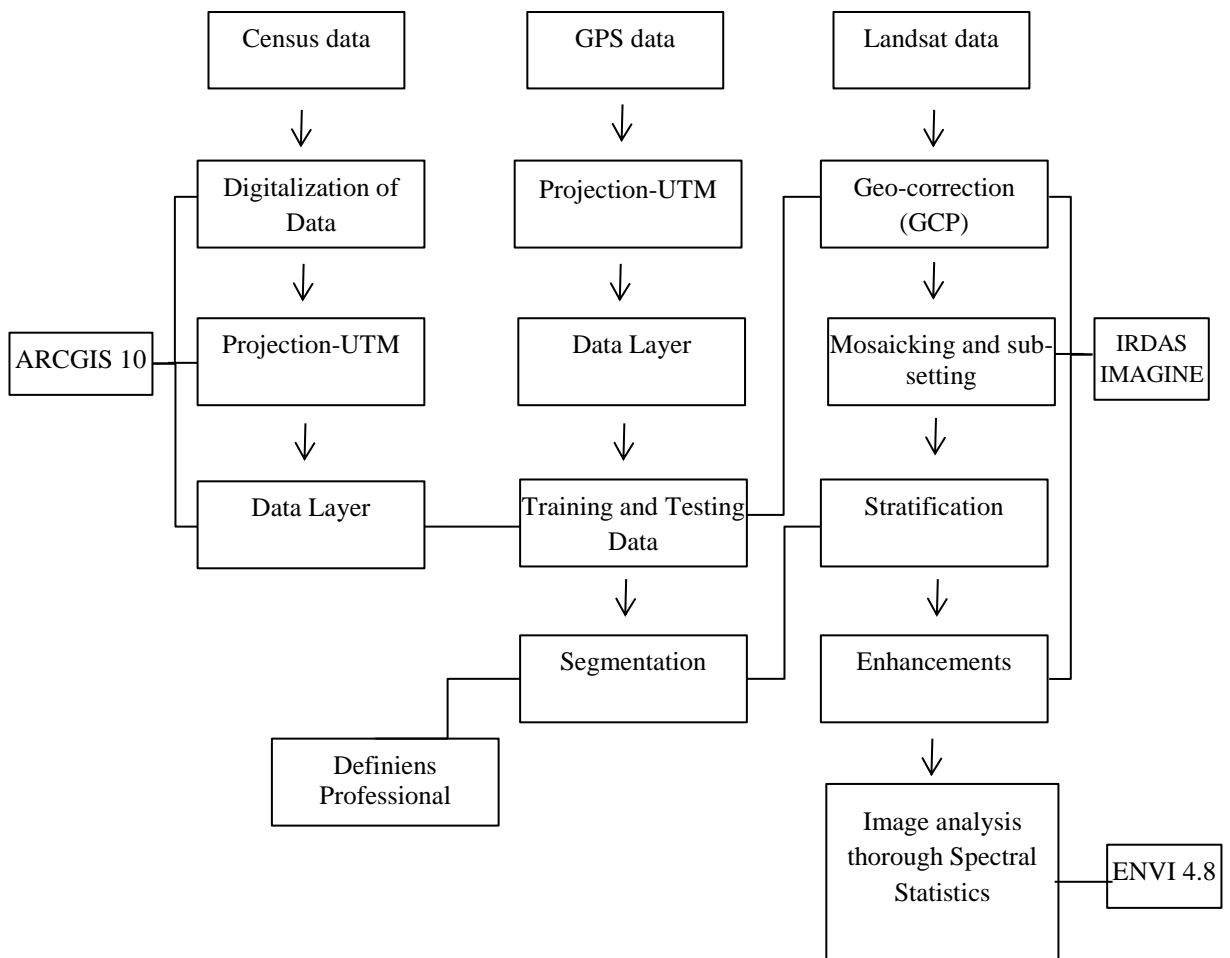 Census data
GPS data
Landsat data
Digitalization of
Data
Projection-UTM
Geo-correction
(GCP)
ARCGIS 10
Projection-UTM
Data Layer
Mosaicking and sub-
setting
IRDAS
IMAGINE
Data Layer
Training and Testing
Data
Stratification
Segmentation
Enhancements
Definiens
Professional
Image analysis
thorough Spectral
Statistics
ENVI 4.8